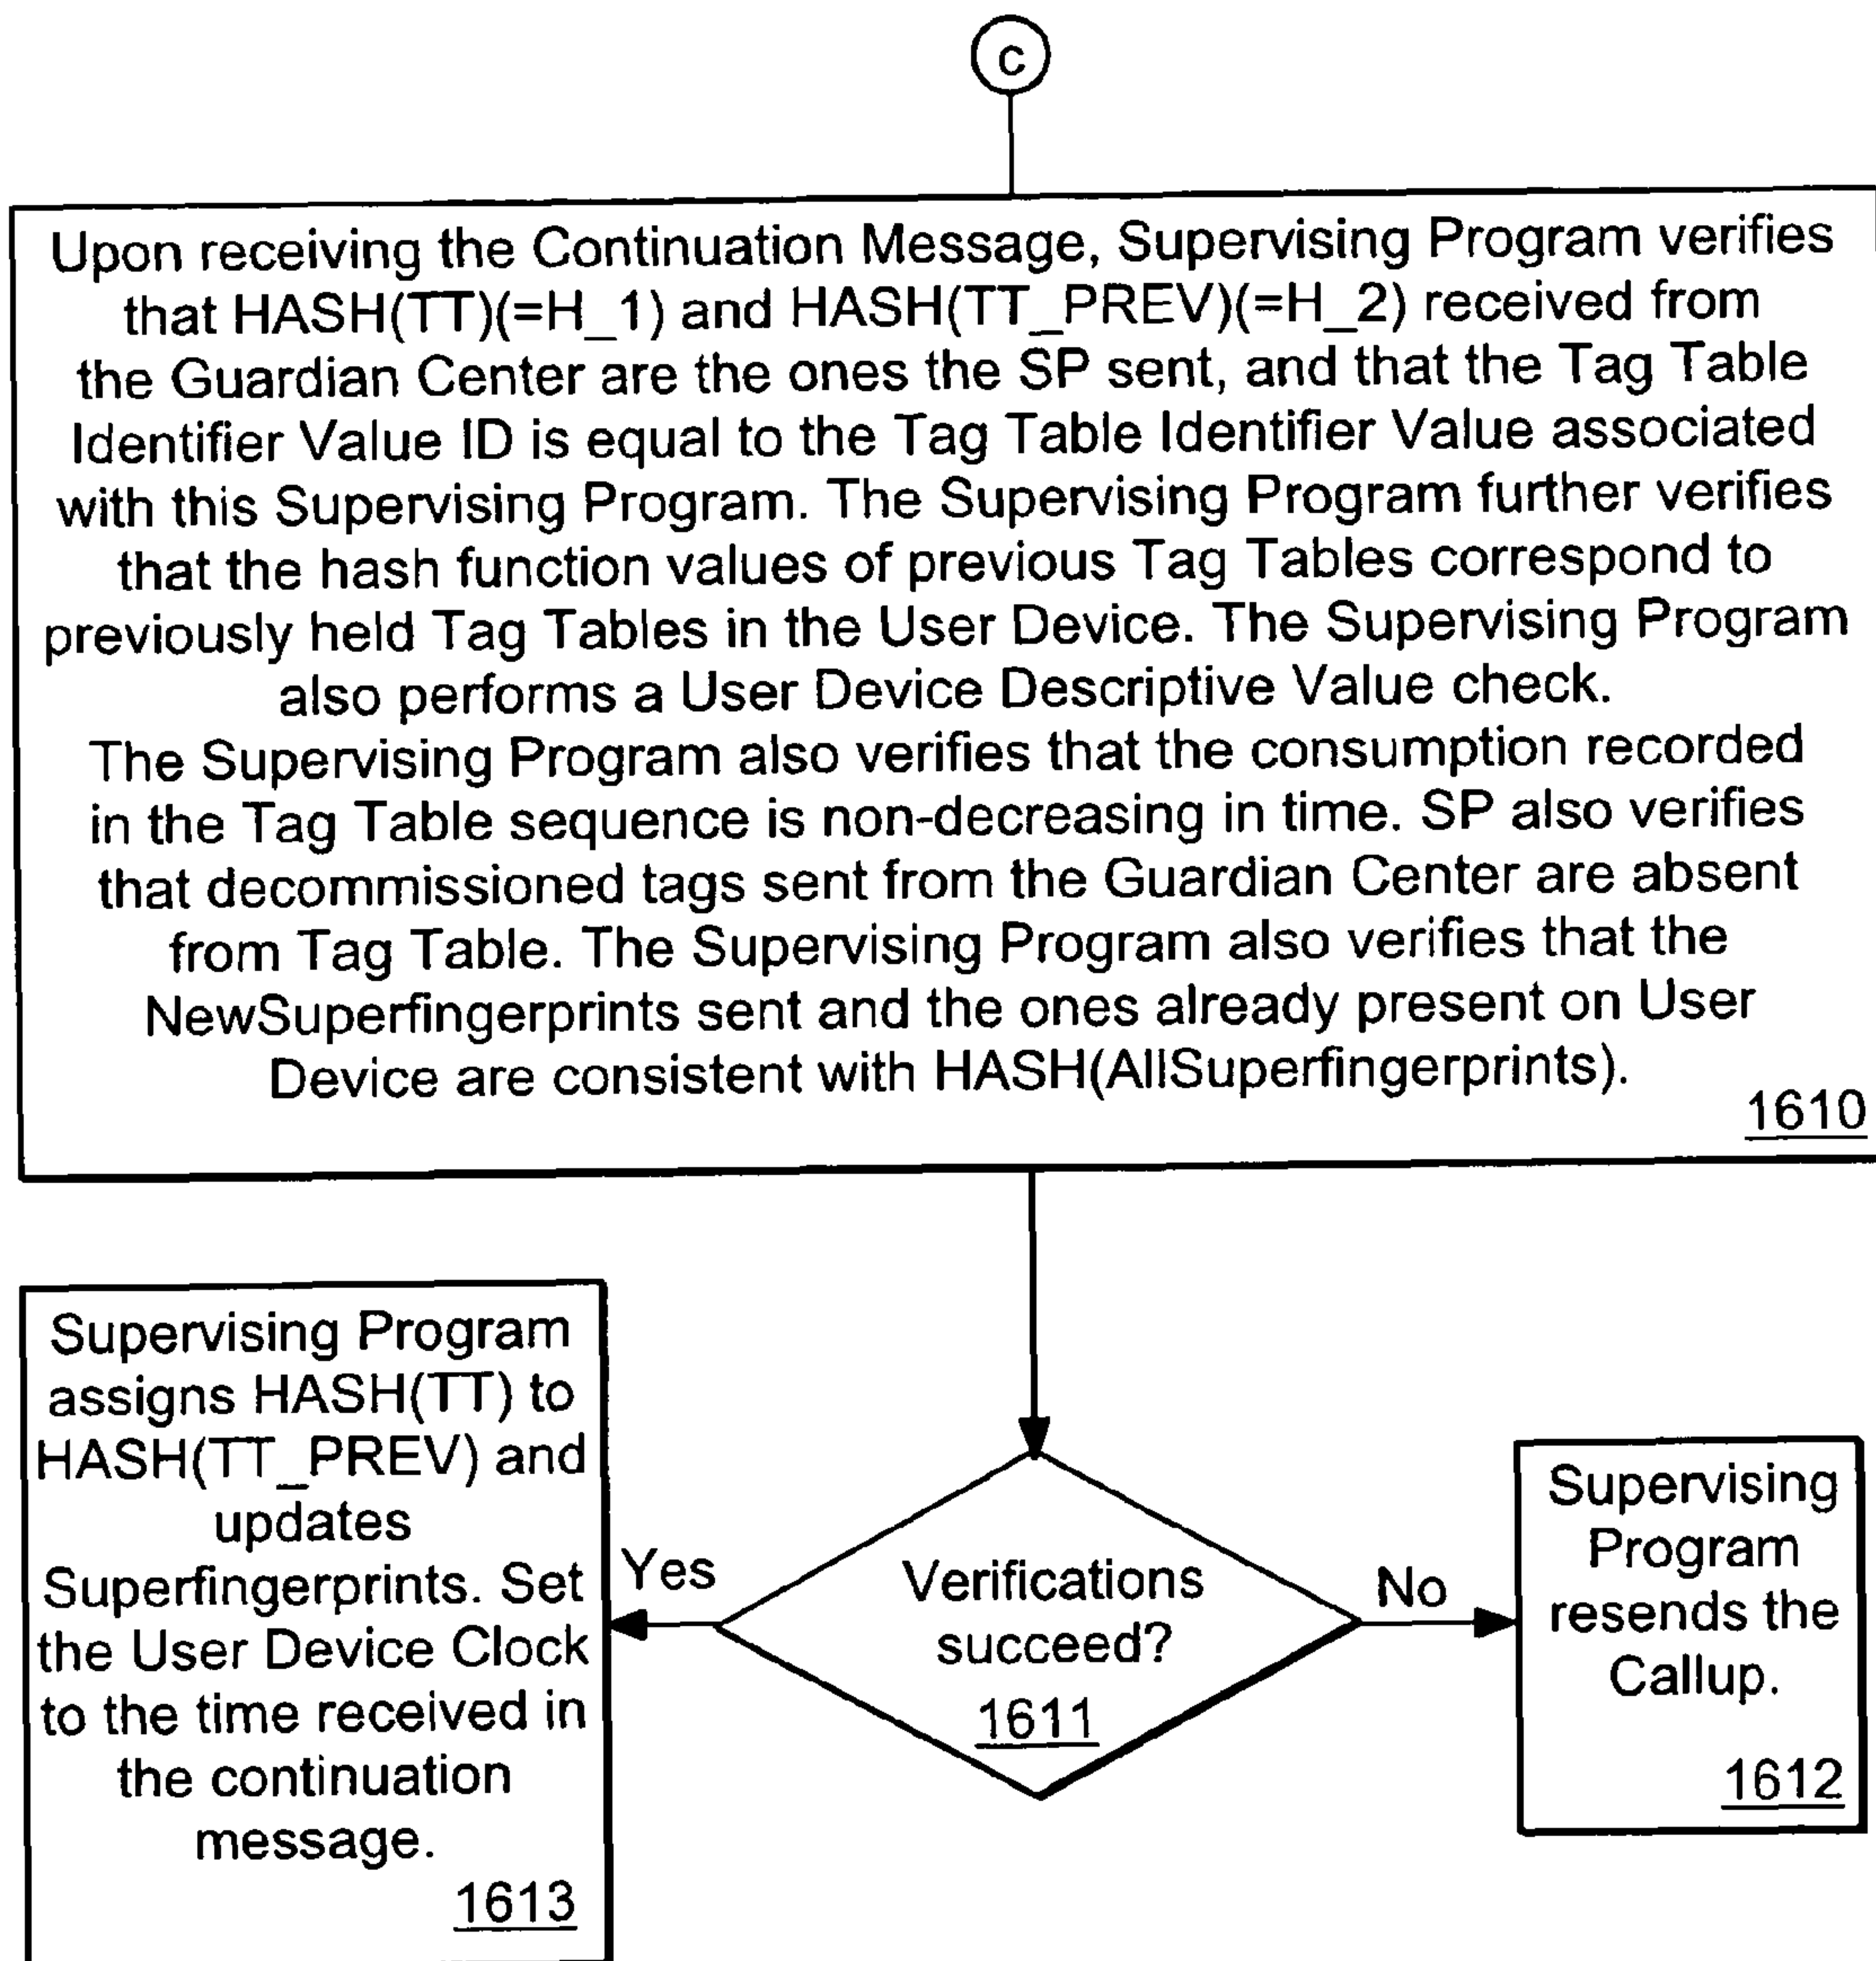 c
Upon receiving the Continuation Message, Supervising Program verifies
that HASH(TT)(=H_1) and HASH(TT_PREV)(=H_2) received from
the Guardian Center are the ones the SP sent, and that the Tag Table
Identifier Value ID is equal to the Tag Table Identifier Value associated
with this Supervising Program. The Supervising Program further verifies
that the hash function values of previous Tag Tables correspond to
previously held Tag Tables in the User Device. The Supervising Program
also performs a User Device Descriptive Value check.
The Supervising Program also verifies that the consumption recorded
in the Tag Table sequence is non-decreasing in time. SP also verifies
that decommissioned tags sent from the Guardian Center are absent
from Tag Table. The Supervising Program also verifies that the
NewSuperfingerprints sent and the ones already present on User
Device are consistent with HASH(AllSuperfingerprints).
1610
Supervising Program
assigns HASH(TT) to
HASH(TT_PREV) and
updates
Superfingerprints. Set
the User Device Clock
to the time received in
the continuation
message.
1613
Yes
Verifications
succeed?
1611
No
Supervising
Program
resends the
Callup.
1612